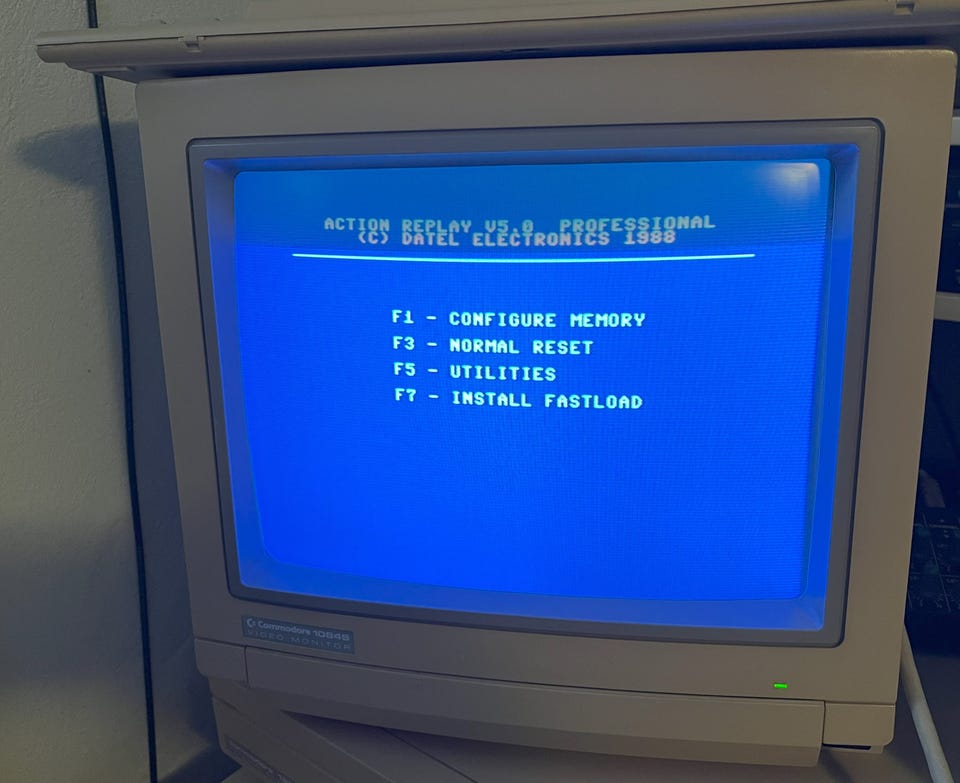 ACTION REPLAY V5.0 PROFESSIONAL
(C) DATEL ELECTRONICS 1988
F1 - CONFIGURE MEMORY
F3 - NORMAL RESET
F5 - UTILITIES
F7 - INSTALL FASTLOAD
Commodore 1084S
VIDEO MONITOR